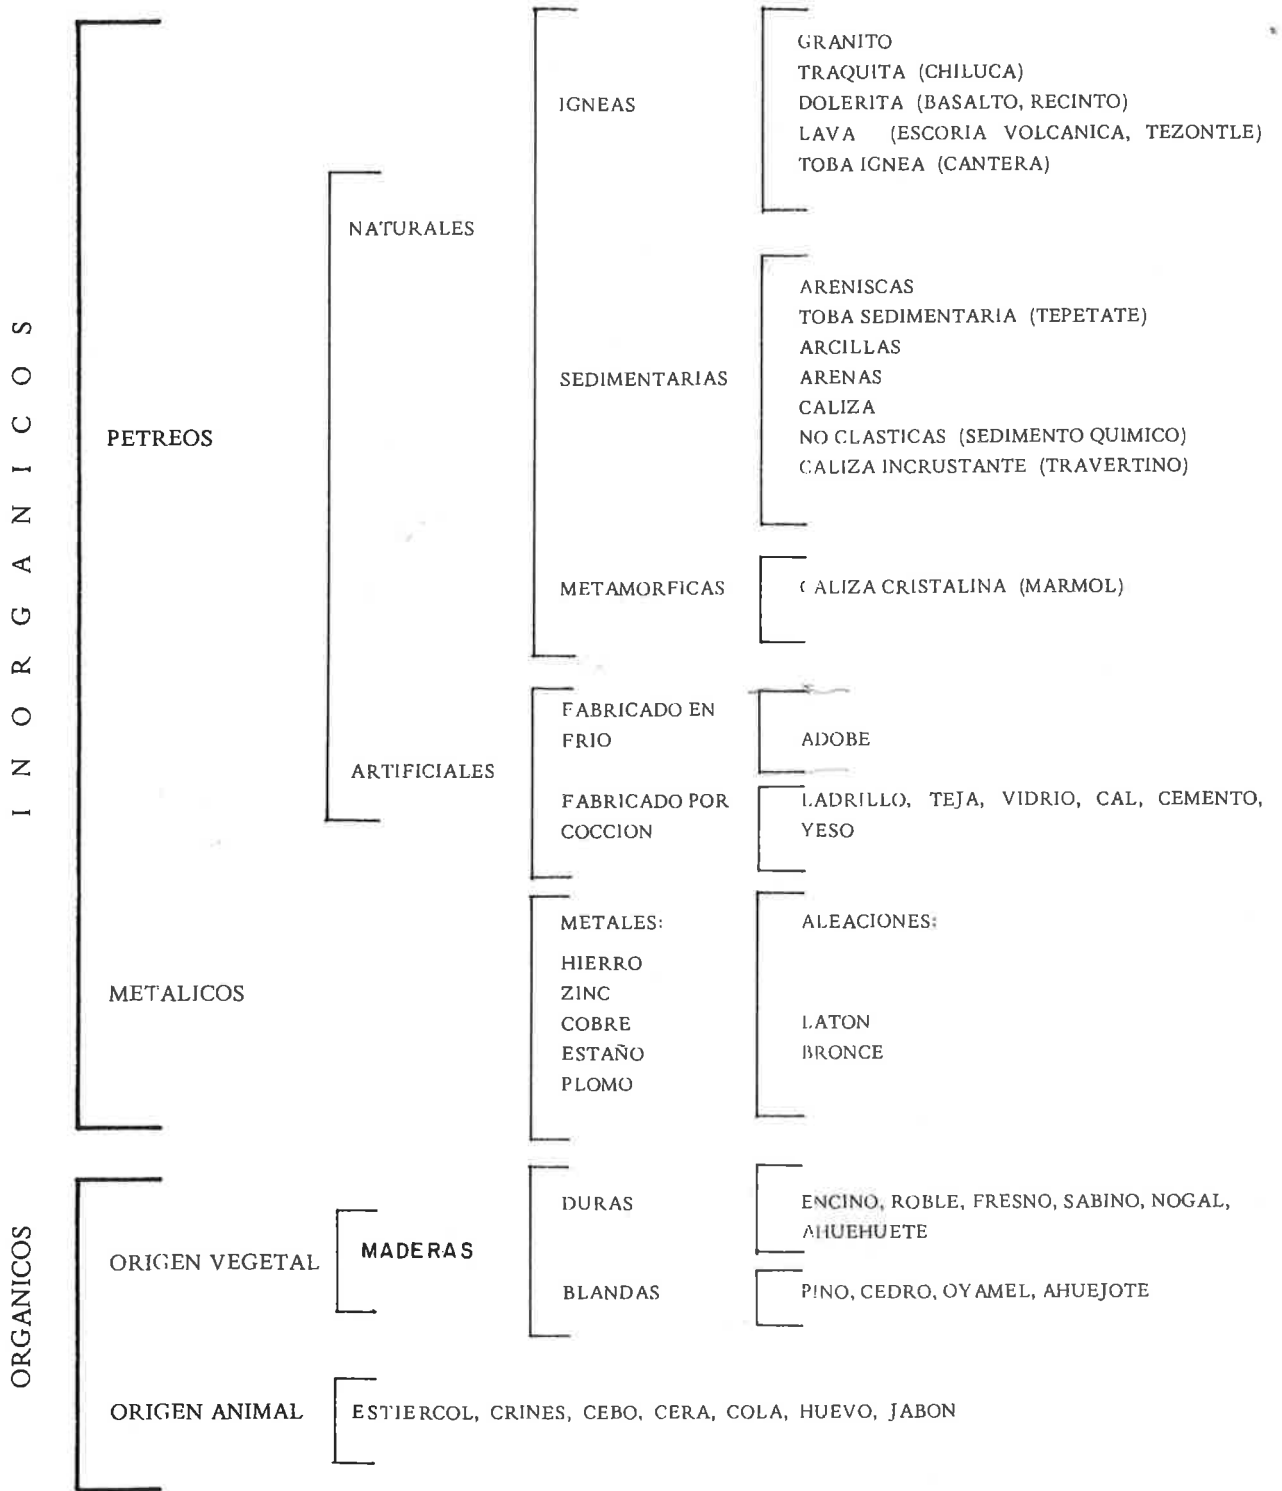 INORGANICOS
PETREOS
NATURALES
IGNEAS
GRANITO
TRAQUITA (CHILUCA)
DOLERITA (BASALTO, RECINTO)
LAVA (ESCORIA VOLCANICA, TEZONTLE)
TOBA IGNEA (CANTERA)
SEDIMENTARIAS
ARENISCAS
TOBA SEDIMENTARIA (TEPETATE)
ARCILLAS
ARENAS
CALIZA
NO CLASTICAS (SEDIMENTO QUIMICO)
CALIZA INCRUSTANTE (TRAVERTINO)
METAMORFICAS
CALIZA CRISTALINA (MARMOL)
ARTIFICIALES
FABRICADO EN
FRIO
ADOBE
FABRICADO POR
COCCION
LADRILLO, TEJA, VIDRIO, CAL, CEMENTO,
YESO
METALICOS
METALES:
HIERRO
ZINC
COBRE
ESTAÑO
PLOMO
ALEACIONES:
LATON
BRONCE
ORGANICOS
ORIGEN VEGETAL
MADERAS
DURAS
ENCINO, ROBLE, FRESNO, SABINO, NOGAL,
AHUEHUETE
BLANDAS
PINO, CEDRO, OYAMEL, AHUEJOTE
ORIGEN ANIMAL
ESTIERCOL, CRINES, CEBO, CERA, COLA, HUEVO, JABON